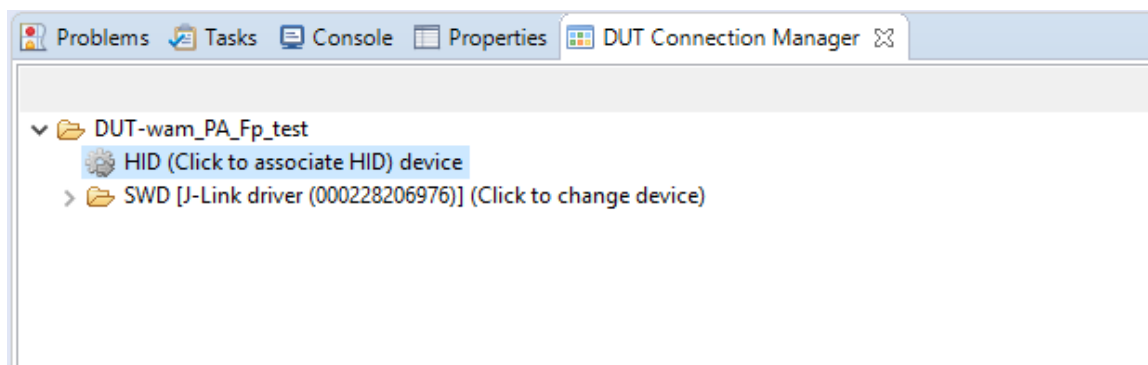 Problems Tasks Console Properties DUT Connection Manager
DUT-wam_PA_Fp_test
HID (Click to associate HID) device
SWD [J-Link driver (000228206976)] (Click to change device)